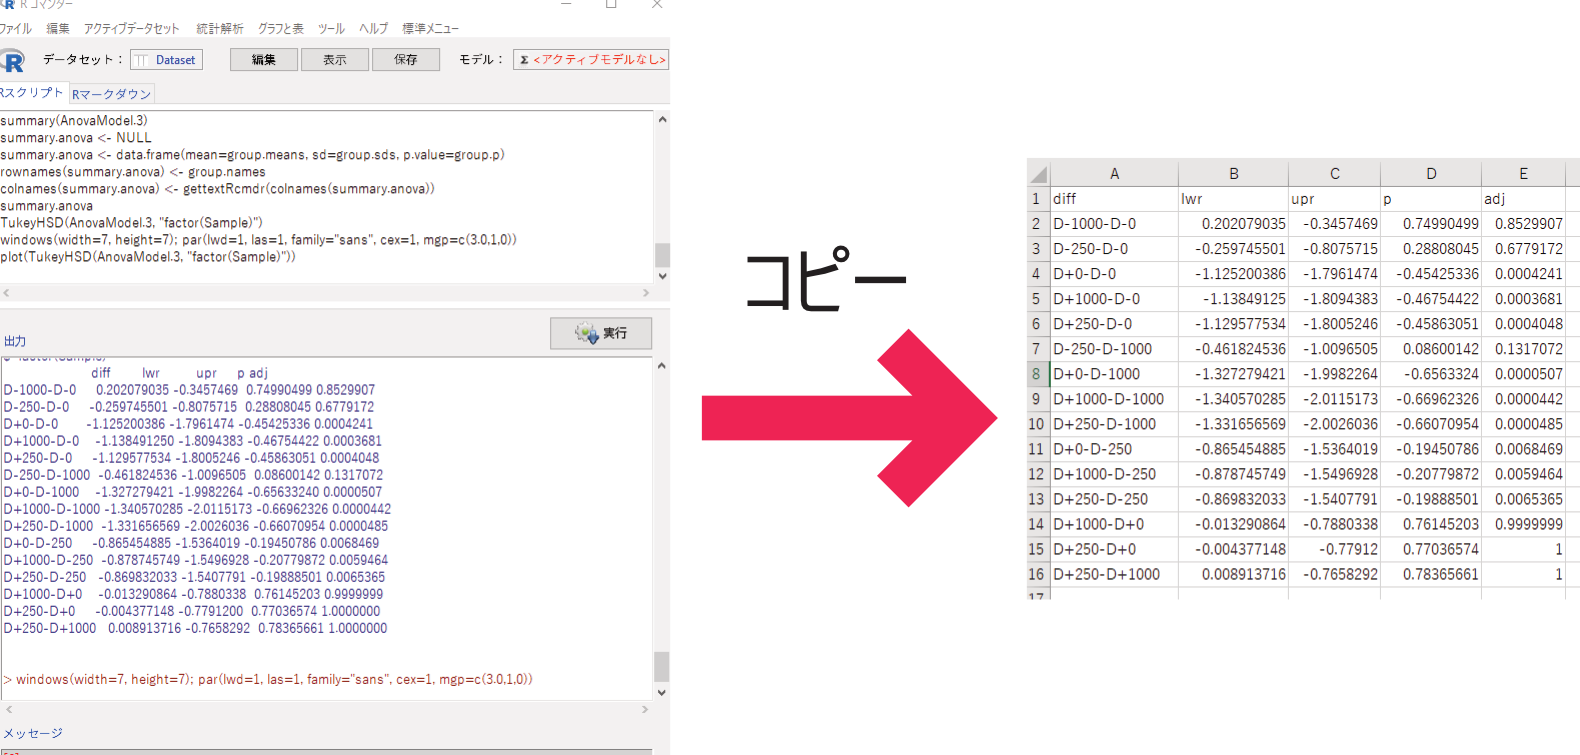 R コマンダー
ファイル 編集 アクティブデータセット 統計解析 グラフと表 ツール ヘルプ 標準メニュー
R データセット： Dataset 編集 表示 保存 モデル： Σ <アクティブモデルなし>
Rスクリプト Rマークダウン
summary(AnovaModel.3)
summary.anova <- NULL
summary.anova <- data.frame(mean=group.means, sd=group.sds, p.value=group.p)
rownames(summary.anova) <- group.names
colnames(summary.anova) <- gettextRcmdr(colnames(summary.anova))
summary.anova
TukeyHSD(AnovaModel.3, "factor(Sample)")
windows(width=7, height=7); par(lwd=1, las=1, family="sans", cex=1, mgp=c(3.0,1,0))
plot(TukeyHSD(AnovaModel.3, "factor(Sample)"))
実行
出力
$`factor(Sample)`
diff lwr upr p adj
D-1000-D-0 0.202079035 -0.3457469 0.74990499 0.8529907
D-250-D-0 -0.259745501 -0.8075715 0.28808045 0.6779172
D+0-D-0 -1.125200386 -1.7961474 -0.45425336 0.0004241
D+1000-D-0 -1.138491250 -1.8094383 -0.46754422 0.0003681
D+250-D-0 -1.129577534 -1.8005246 -0.45863051 0.0004048
D-250-D-1000 -0.461824536 -1.0096505 0.08600142 0.1317072
D+0-D-1000 -1.327279421 -1.9982264 -0.65633240 0.0000507
D+1000-D-1000 -1.340570285 -2.0115173 -0.66962326 0.0000442
D+250-D-1000 -1.331656569 -2.0026036 -0.66070954 0.0000485
D+0-D-250 -0.865454885 -1.5364019 -0.19450786 0.0068469
D+1000-D-250 -0.878745749 -1.5496928 -0.20779872 0.0059464
D+250-D-250 -0.869832033 -1.5407791 -0.19888501 0.0065365
D+1000-D+0 -0.013290864 -0.7880338 0.76145203 0.9999999
D+250-D+0 -0.004377148 -0.7791200 0.77036574 1.0000000
D+250-D+1000 0.008913716 -0.7658292 0.78365661 1.0000000
> windows(width=7, height=7); par(lwd=1, las=1, family="sans", cex=1, mgp=c(3.0,1,0))
メッセージ
コピー
A B C D E
1 diff lwr upr p adj
2 D-1000-D-0 0.202079035 -0.3457469 0.74990499 0.8529907
3 D-250-D-0 -0.259745501 -0.8075715 0.28808045 0.6779172
4 D+0-D-0 -1.125200386 -1.7961474 -0.45425336 0.0004241
5 D+1000-D-0 -1.13849125 -1.8094383 -0.46754422 0.0003681
6 D+250-D-0 -1.129577534 -1.8005246 -0.45863051 0.0004048
7 D-250-D-1000 -0.461824536 -1.0096505 0.08600142 0.1317072
8 D+0-D-1000 -1.327279421 -1.9982264 -0.6563324 0.0000507
9 D+1000-D-1000 -1.340570285 -2.0115173 -0.66962326 0.0000442
10 D+250-D-1000 -1.331656569 -2.0026036 -0.66070954 0.0000485
11 D+0-D-250 -0.865454885 -1.5364019 -0.19450786 0.0068469
12 D+1000-D-250 -0.878745749 -1.5496928 -0.20779872 0.0059464
13 D+250-D-250 -0.869832033 -1.5407791 -0.19888501 0.0065365
14 D+1000-D+0 -0.013290864 -0.7880338 0.76145203 0.9999999
15 D+250-D+0 -0.004377148 -0.77912 0.77036574 1
16 D+250-D+1000 0.008913716 -0.7658292 0.78365661 1
17